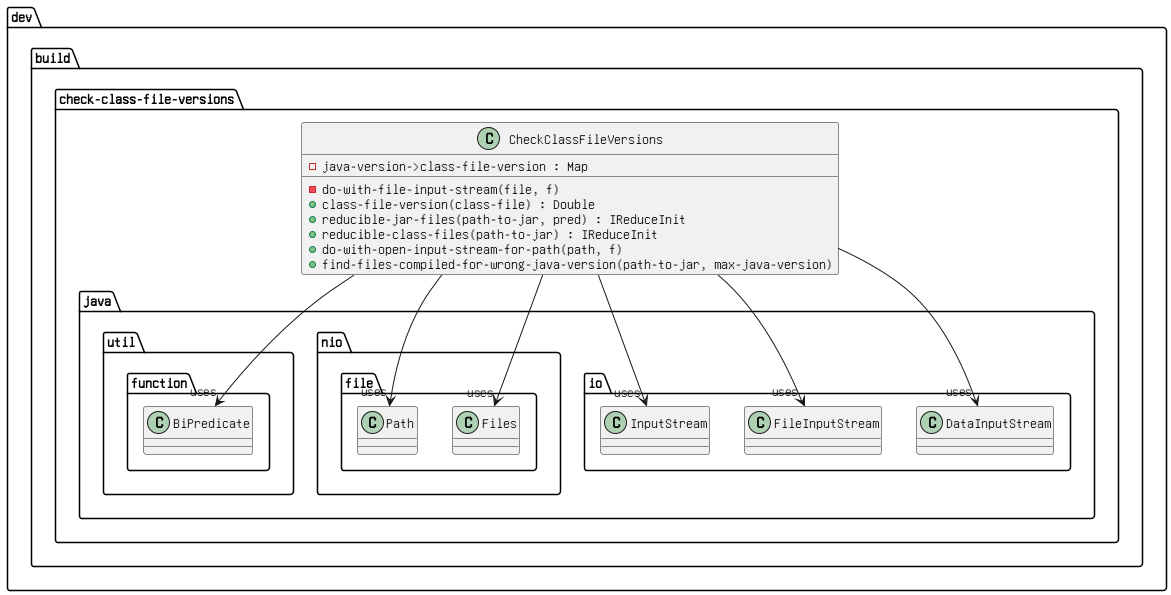 dev
build
check-class-file-versions
C CheckClassFileVersions
java-version->class-file-version : Map
do-with-file-input-stream(file, f)
class-file-version(class-file) : Double
reducible-jar-files(path-to-jar, pred) : IReduceInit
reducible-class-files(path-to-jar) : IReduceInit
do-with-open-input-stream-for-path(path, f)
find-files-compiled-for-wrong-java-version(path-to-jar, max-java-version)
java
util
nio
function
file
io
uses
uses
uses
uses
uses
uses
C BiPredicate
C Path
C Files
C InputStream
C FileInputStream
C DataInputStream